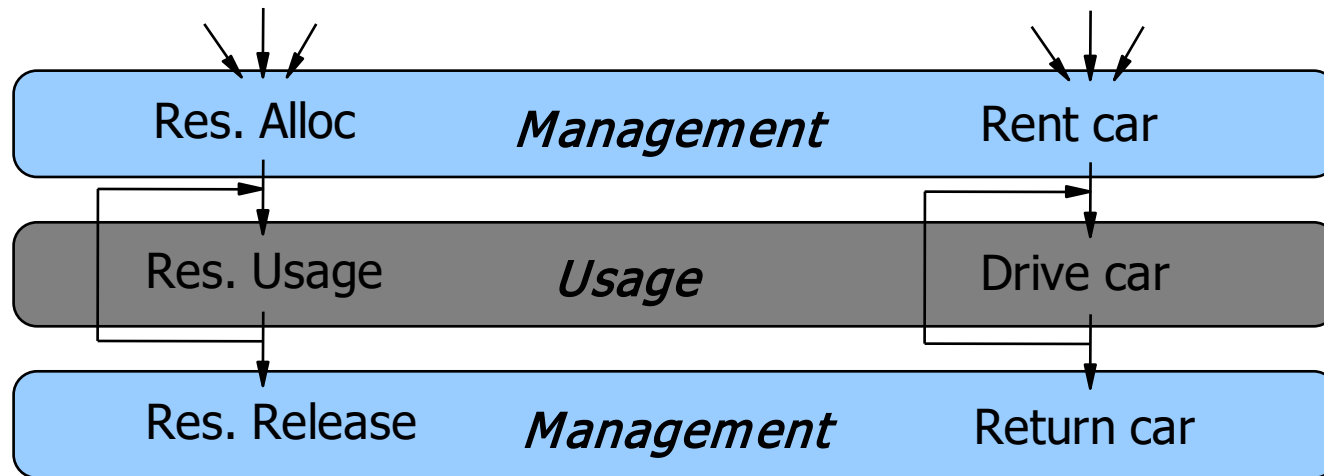 Res. Alloc Management Rent car
Res. Usage Usage Drive car
Res. Release Management Return car